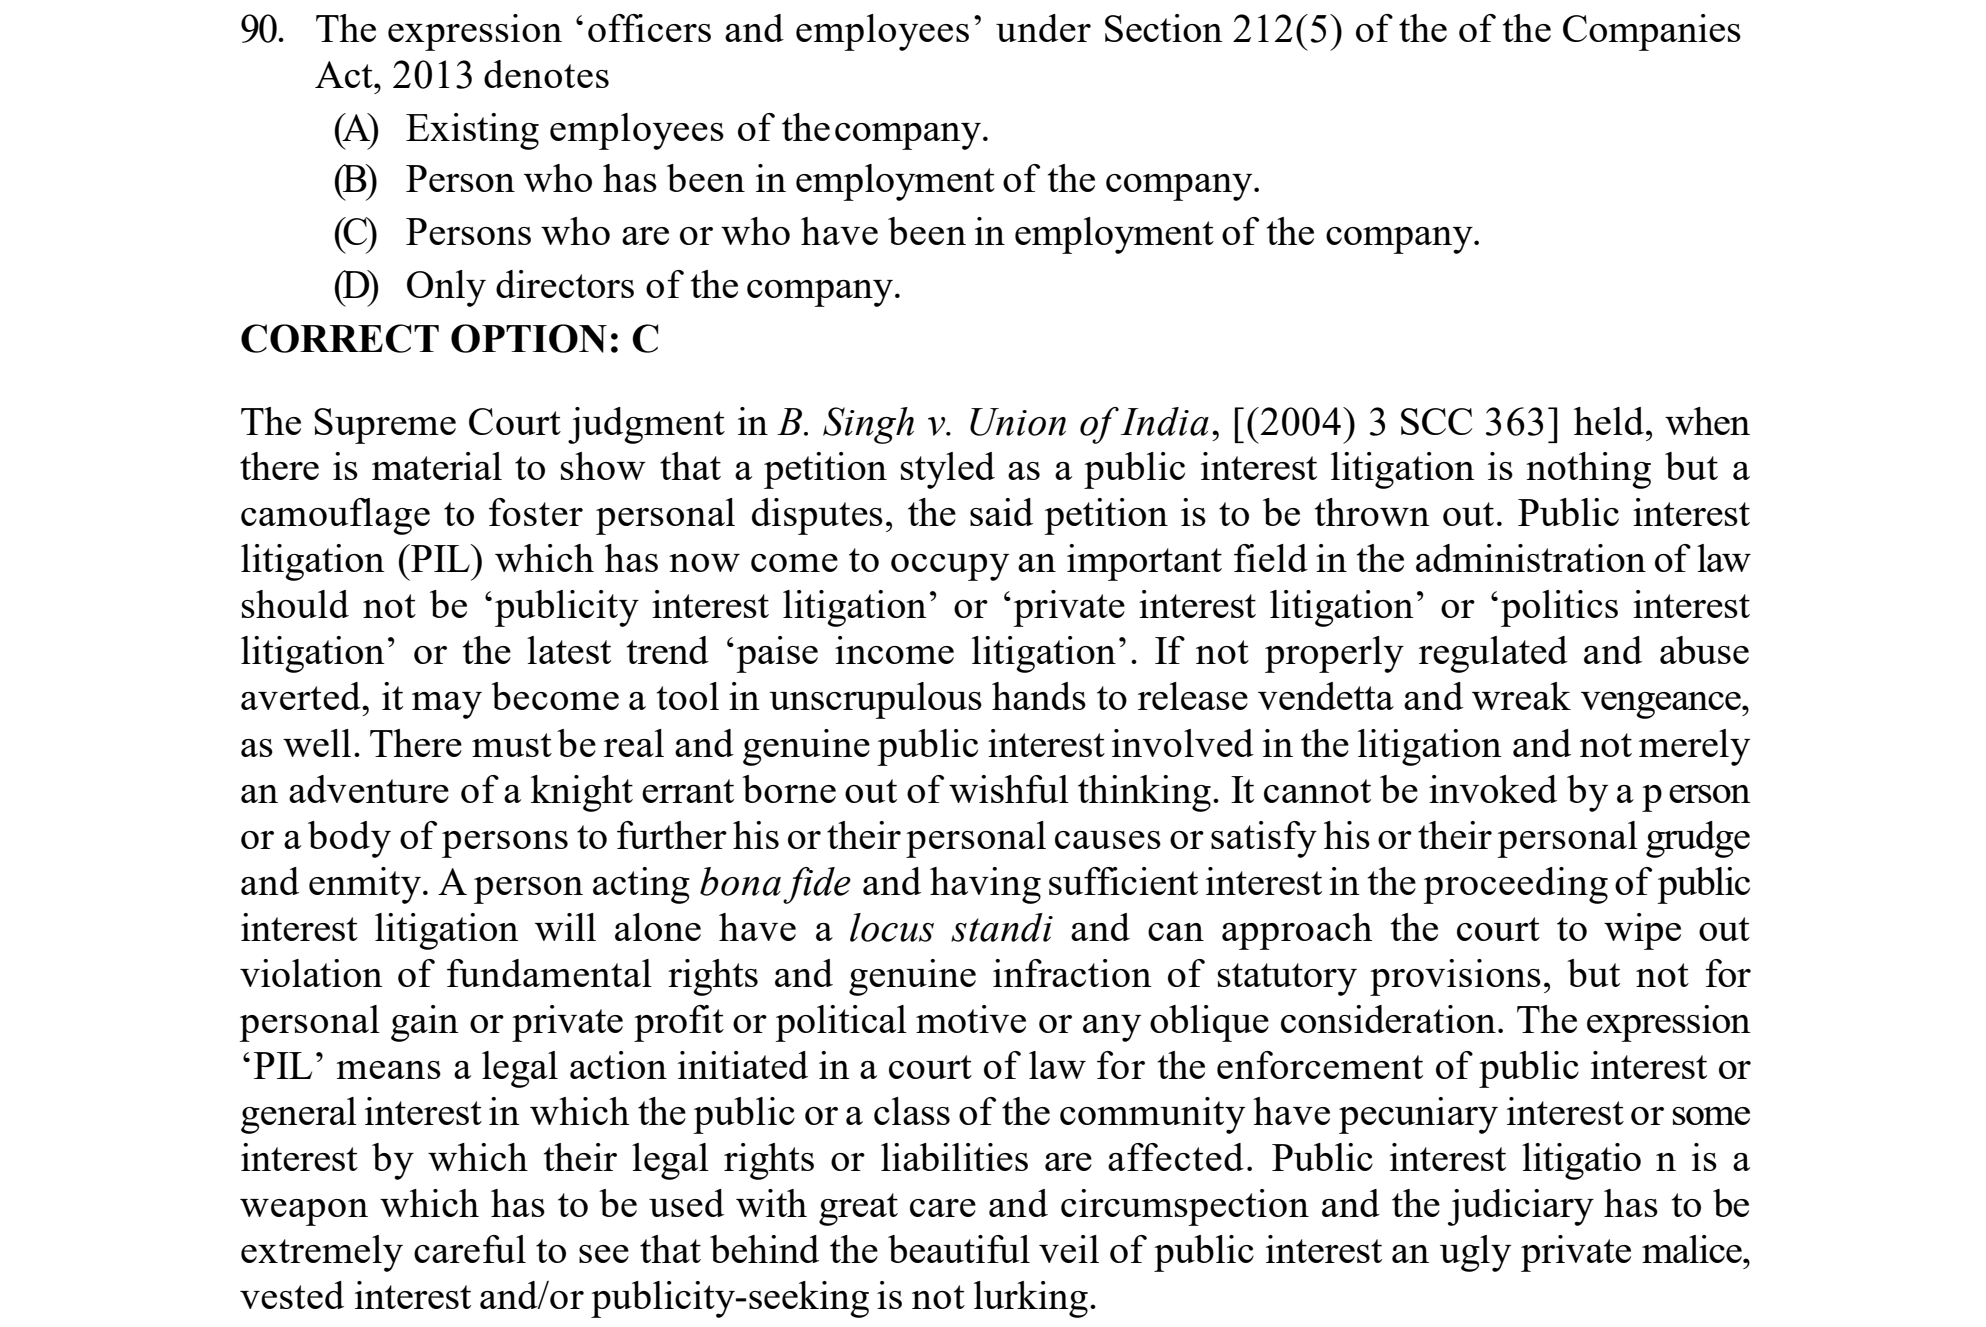 90. The expression ‘officers and employees’ under Section 212(5) of the of the Companies
Act, 2013 denotes
(A) Existing employees of thecompany.
(B) Person who has been in employment of the company.
(C) Persons who are or who have been in employment of the company.
(D) Only directors of the company.
CORRECT OPTION: C
The Supreme Court judgment in B. Singh v. Union of India, [(2004) 3 SCC 363] held, when
there is material to show that a petition styled as a public interest litigation is nothing but a
camouflage to foster personal disputes, the said petition is to be thrown out. Public interest
litigation (PIL) which has now come to occupy an important field in the administration of law
should not be ‘publicity interest litigation’ or ‘private interest litigation’ or ‘politics interest
litigation’ or the latest trend ‘paise income litigation’. If not properly regulated and abuse
averted, it may become a tool in unscrupulous hands to release vendetta and wreak vengeance,
as well. There must be real and genuine public interest involved in the litigation and not merely
an adventure of a knight errant borne out of wishful thinking. It cannot be invoked by a p erson
or a body of persons to further his or their personal causes or satisfy his or their personal grudge
and enmity. A person acting bona fide and having sufficient interest in the proceeding of public
interest litigation will alone have a locus standi and can approach the court to wipe out
violation of fundamental rights and genuine infraction of statutory provisions, but not for
personal gain or private profit or political motive or any oblique consideration. The expression
‘PIL’ means a legal action initiated in a court of law for the enforcement of public interest or
general interest in which the public or a class of the community have pecuniary interest or some
interest by which their legal rights or liabilities are affected. Public interest litigatio n is a
weapon which has to be used with great care and circumspection and the judiciary has to be
extremely careful to see that behind the beautiful veil of public interest an ugly private malice,
vested interest and/or publicity-seeking is not lurking.